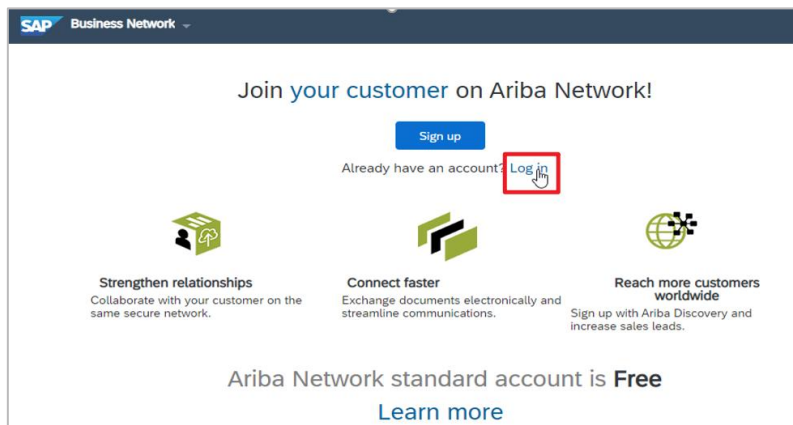 SAP Business Network
Join your customer on Ariba Network!
Sign up
Already have an account? Log in
Strengthen relationships
Collaborate with your customer on the
same secure network.
Connect faster
Exchange documents electronically and
streamline communications.
Reach more customers
worldwide
Sign up with Ariba Discovery and
increase sales leads.
Ariba Network standard account is Free
Learn more